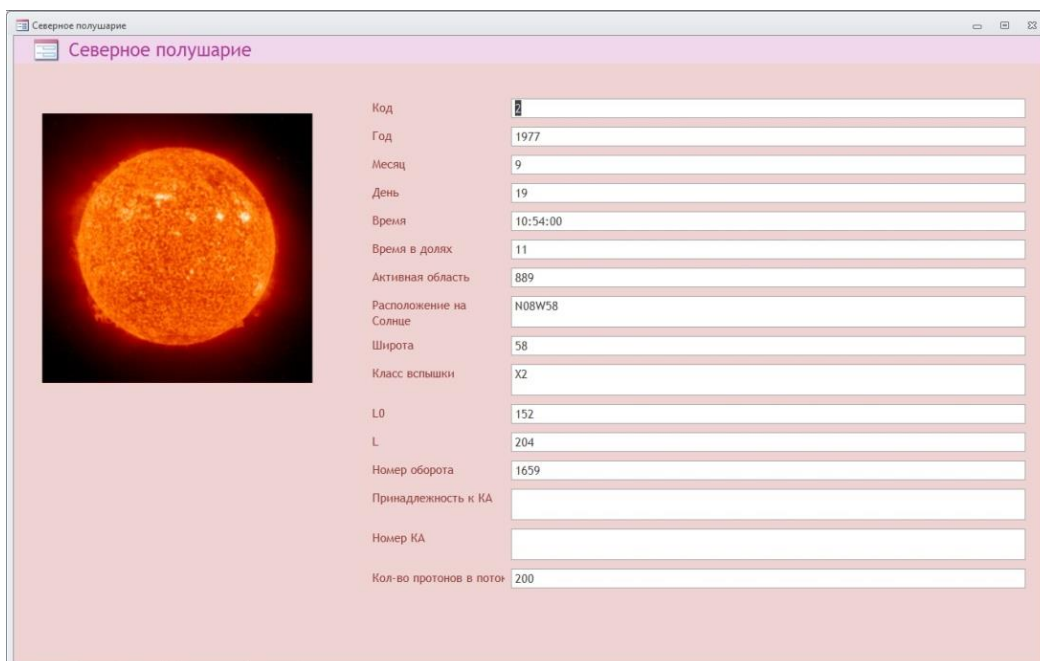 Северное полушарие
Северное полушарие
Код 2
Год 1977
Месяц 9
День 19
Время 10:54:00
Время в долях 11
Активная область 889
Расположение на N08W58
Солнце
Широта 58
Класс вспышки X2
L0 152
L 204
Номер оборота 1659
Принадлежность к КА
Номер КА
Кол-во протонов в поток 200